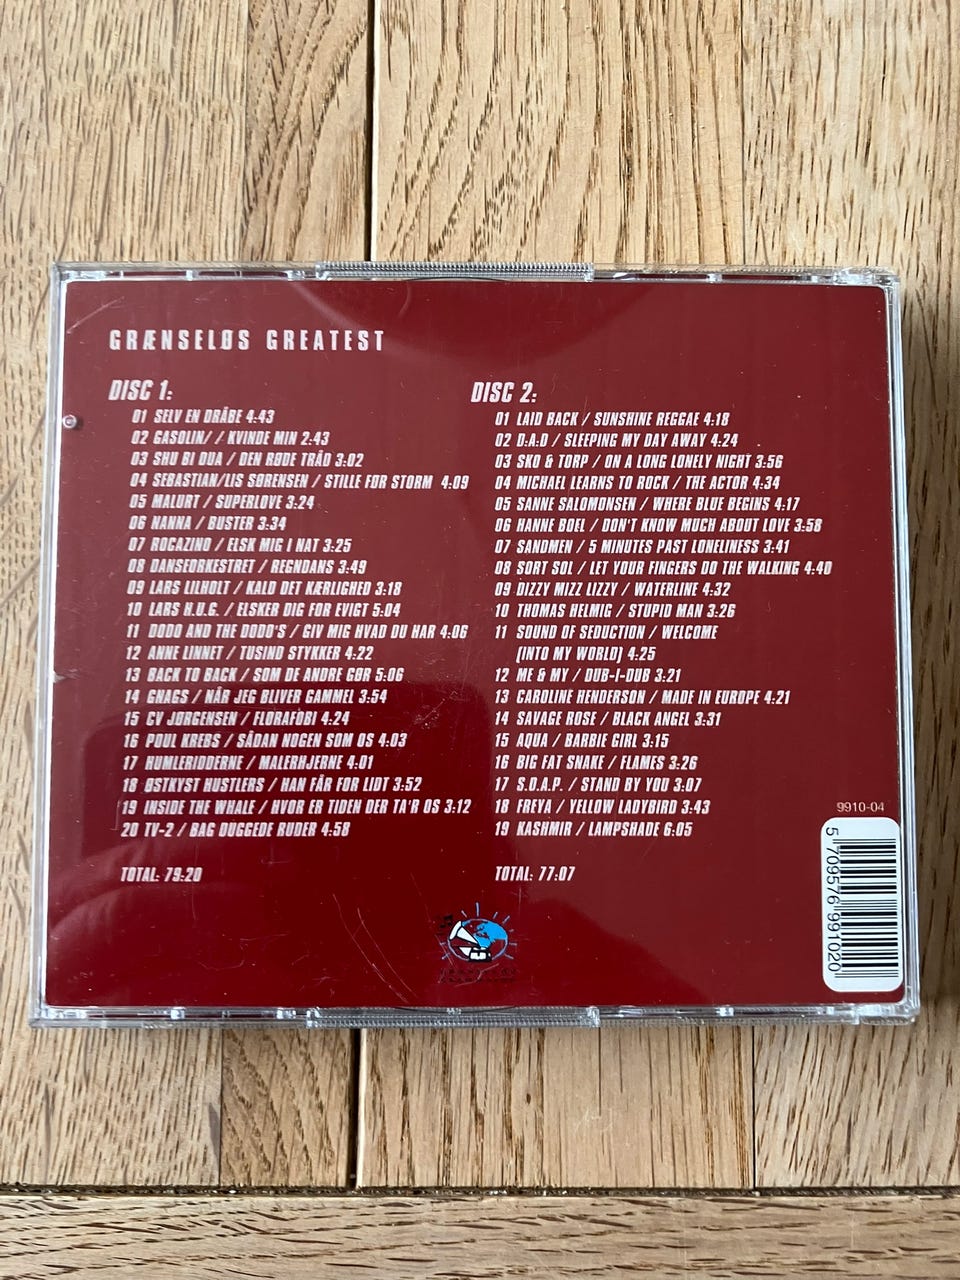 GRÆNSELØS GREATEST
DISC 1:
01 SELV EN DRÅBE 4:43
02 GASOLIN/ / KVINDE MIN 2:43
03 SHU BI DUA / DEN RØDE TRÅD 3:02
04 SEBASTIAN/LIS SØRENSEN / STILLE FØR STORM 4:09
05 MALURT / SUPERLOVE 3:24
06 NANNA / BUSTER 3:34
07 ROCAZINO / ELSK MIG I NAT 3:25
08 DANSEORKESTRET / REGNDANS 3:49
09 LARS LILHOLT / KALD DET KÆRLIGHED 3:18
10 LARS H.U.G. / ELSKER DIG FOR EVIGT 5:04
11 DODO AND THE DODO'S / GIV MIG HVAD DU HAR 4:06
12 ANNE LINNET / TUSIND STYKKER 4:22
13 BACK TO BACK / SOM DE ANDRE GØR 5:06
14 GNAGS / NÅR JEG BLIVER GAMMEL 3:54
15 CV JØRGENSEN / FLORAFOBI 4:24
16 POUL KREBS / SÅDAN NOGEN SOM OS 4:03
17 HUMLERIDDERNE / MALERHJERNE 4:01
18 ØSTKYST HUSTLERS / HAN FÅR FOR LIDT 3:52
19 INSIDE THE WHALE / HVOR ER TIDEN DER TA'R OS 3:12
20 TV-2 / BAG DUGGEDE RUDER 4:58
TOTAL: 79:20
DISC 2:
01 LAID BACK / SUNSHINE REGGAE 4:18
02 D:A:D / SLEEPING MY DAY AWAY 4:24
03 SKO & TORP / ON A LONG LONELY NIGHT 3:56
04 MICHAEL LEARNS TO ROCK / THE ACTOR 4:34
05 SANNE SALOMONSEN / WHERE BLUE BEGINS 4:17
06 HANNE BOEL / DON'T KNOW MUCH ABOUT LOVE 3:58
07 SANDMEN / 5 MINUTES PAST LONELINESS 3:41
08 SORT SOL / LET YOUR FINGERS DO THE WALKING 4:40
09 DIZZY MIZZ LIZZY / WATERLINE 4:32
10 THOMAS HELMIG / STUPID MAN 3:26
11 SOUND OF SEDUCTION / WELCOME
(INTO MY WORLD) 4:25
12 ME & MY / DUB-I-DUB 3:21
13 CAROLINE HENDERSON / MADE IN EUROPE 4:21
14 SAVAGE ROSE / BLACK ANGEL 3:31
15 AQUA / BARBIE GIRL 3:15
16 BIG FAT SNAKE / FLAMES 3:26
17 S.O.A.P. / STAND BY YOU 3:07
18 FREYA / YELLOW LADYBIRD 3:43
19 KASHMIR / LAMPSHADE 6:05
TOTAL: 77:07
9910-04
5 709576 991020